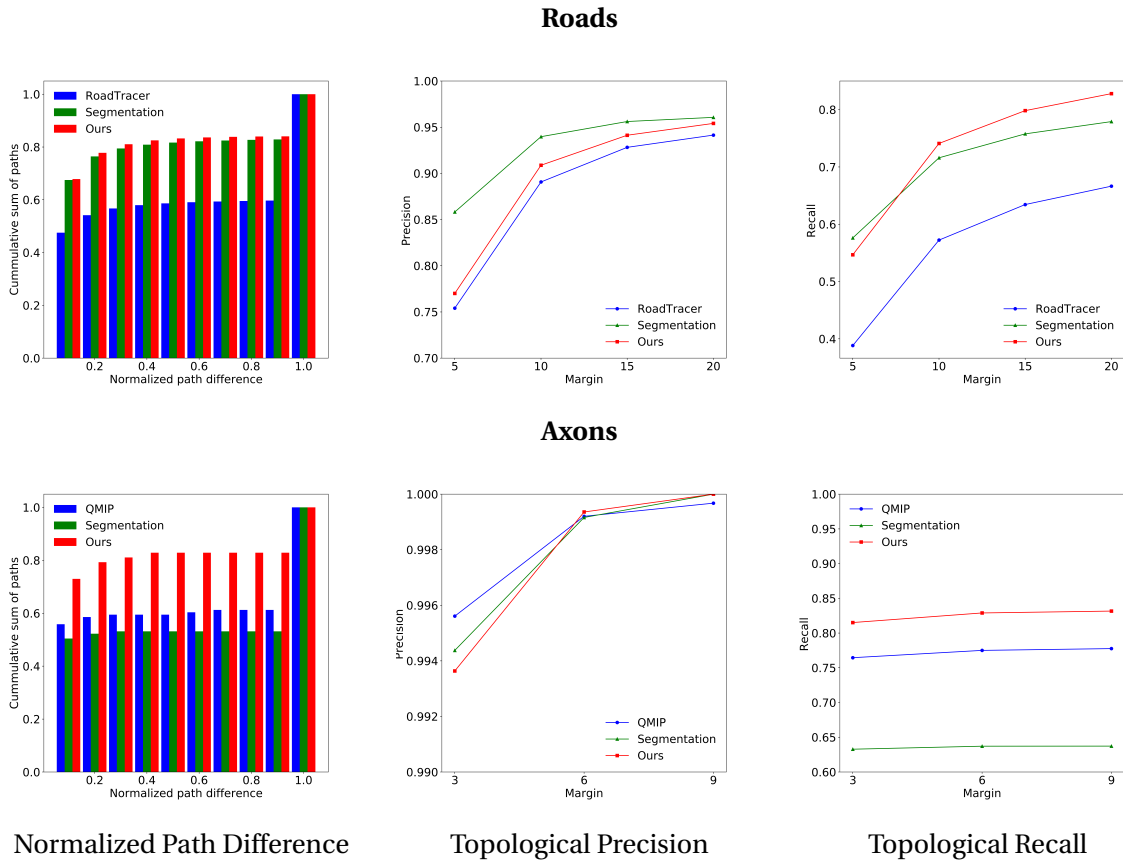 Roads
RoadTracer
Segmentation
Ours
1.0
0.8
0.6
0.4
0.2
0.0
Cummulative sum of paths
0.2 0.4 0.6 0.8 1.0
Normalized path difference
1.00
0.95
0.90
0.85
0.80
0.75
0.70
Precision
RoadTracer
Segmentation
Ours
5 10 15 20
Margin
0.8
0.7
0.6
0.5
0.4
Recall
RoadTracer
Segmentation
Ours
5 10 15 20
Margin
Axons
QMIP
Segmentation
Ours
1.0
0.8
0.6
0.4
0.2
0.0
Cummulative sum of paths
0.2 0.4 0.6 0.8 1.0
Normalized path difference
1.000
0.998
0.996
0.994
0.992
0.990
Precision
QMIP
Segmentation
Ours
3 6 9
Margin
1.00
0.95
0.90
0.85
0.80
0.75
0.70
0.65
0.60
Recall
QMIP
Segmentation
Ours
3 6 9
Margin
Normalized Path Difference
Topological Precision
Topological Recall